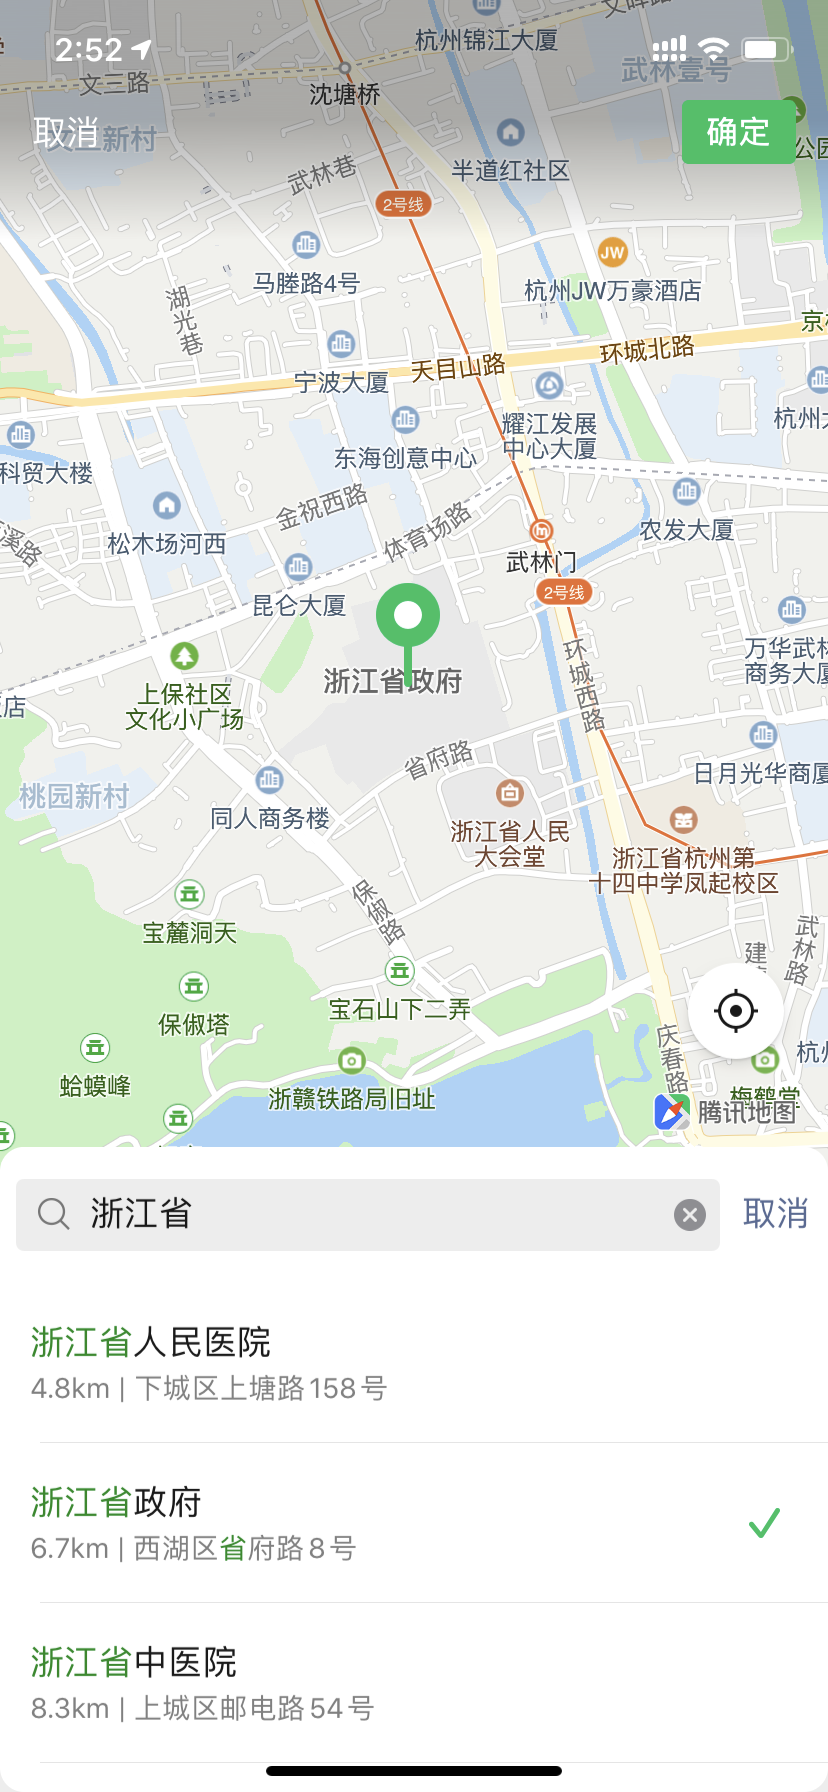 2:52
文三路
杭州锦江大厦
武林壹号
沈塘桥
取消
新村
确定
公园
半道红社区
武林巷
2号线
JW
马塍路4号
杭州JW万豪酒店
湖光巷
宁波大厦
天目山路
环城北路
耀江发展
中心大厦
科贸大楼
东海创意中心
金祝西路
体育场路
农发大厦
松木场河西
武林门
2号线
昆仑大厦
环城西路
万华武林
商务大厦
浙江省政府
上保社区
文化小广场
店
省府路
日月光华商厦
桃园新村
同人商务楼
浙江省人民
大会堂
浙江省杭州第
十四中学凤起校区
保俶路
宝麓洞天
武林路
建
保俶塔
宝石山下二弄
庆春路
蛤蟆峰
浙赣铁路局旧址
梅鹤堂
腾讯地图
浙江省
取消
浙江省人民医院
4.8km | 下城区上塘路158号
浙江省政府
6.7km | 西湖区省府路8号
浙江省中医院
8.3km | 上城区邮电路54号